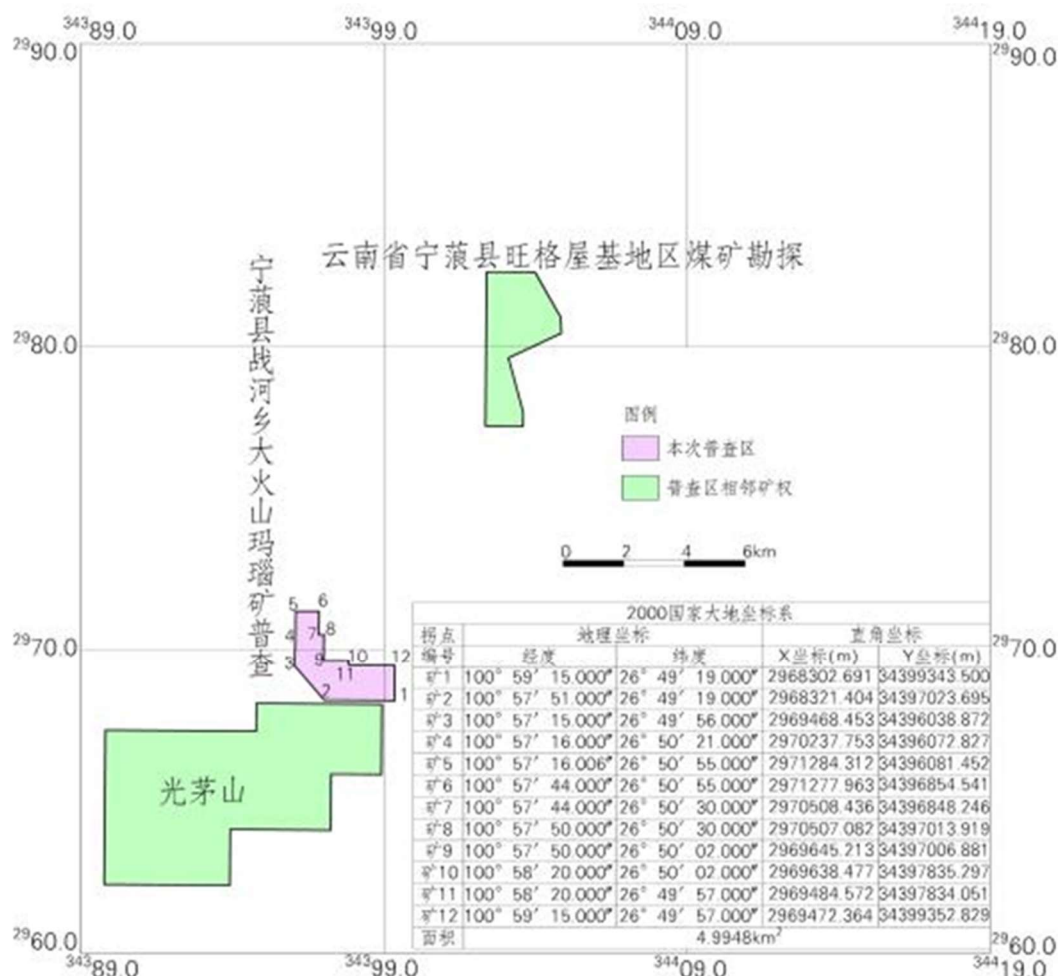 34389.0 34399.0 34409.0 34419.0
2990.0 2990.0
云南省宁蒗县旺格屋基地区煤矿勘探
宁蒗县战河乡大火山玛瑙矿普查
2980.0 2980.0
图例
本次普查区
普查区相邻矿权
0 2 4 6km
5 6
4 7 8
3 9 10 12
11
2 1
2970.0 2970.0
光茅山
2000国家大地坐标系
拐点编号 地理坐标 直角坐标
经度 纬度 X坐标(m) Y坐标(m)
矿1 100° 59′ 15.000″ 26° 49′ 19.000″ 2968302.691 34399343.500
矿2 100° 57′ 51.000″ 26° 49′ 19.000″ 2968321.404 34397023.695
矿3 100° 57′ 15.000″ 26° 49′ 56.000″ 2969468.453 34396038.872
矿4 100° 57′ 16.000″ 26° 50′ 21.000″ 2970237.753 34396072.827
矿5 100° 57′ 16.006″ 26° 50′ 55.000″ 2971284.312 34396081.452
矿6 100° 57′ 44.000″ 26° 50′ 55.000″ 2971277.963 34396854.541
矿7 100° 57′ 44.000″ 26° 50′ 30.000″ 2970508.436 34396848.246
矿8 100° 57′ 50.000″ 26° 50′ 30.000″ 2970507.082 34397013.919
矿9 100° 57′ 50.000″ 26° 50′ 02.000″ 2969645.213 34397006.881
矿10 100° 58′ 20.000″ 26° 50′ 02.000″ 2969638.477 34397835.297
矿11 100° 58′ 20.000″ 26° 49′ 57.000″ 2969484.572 34397834.051
矿12 100° 59′ 15.000″ 26° 49′ 57.000″ 2969472.364 34399352.829
面积 4.9948km²
2960.0 2960.0
34389.0 34399.0 34409.0 34419.0